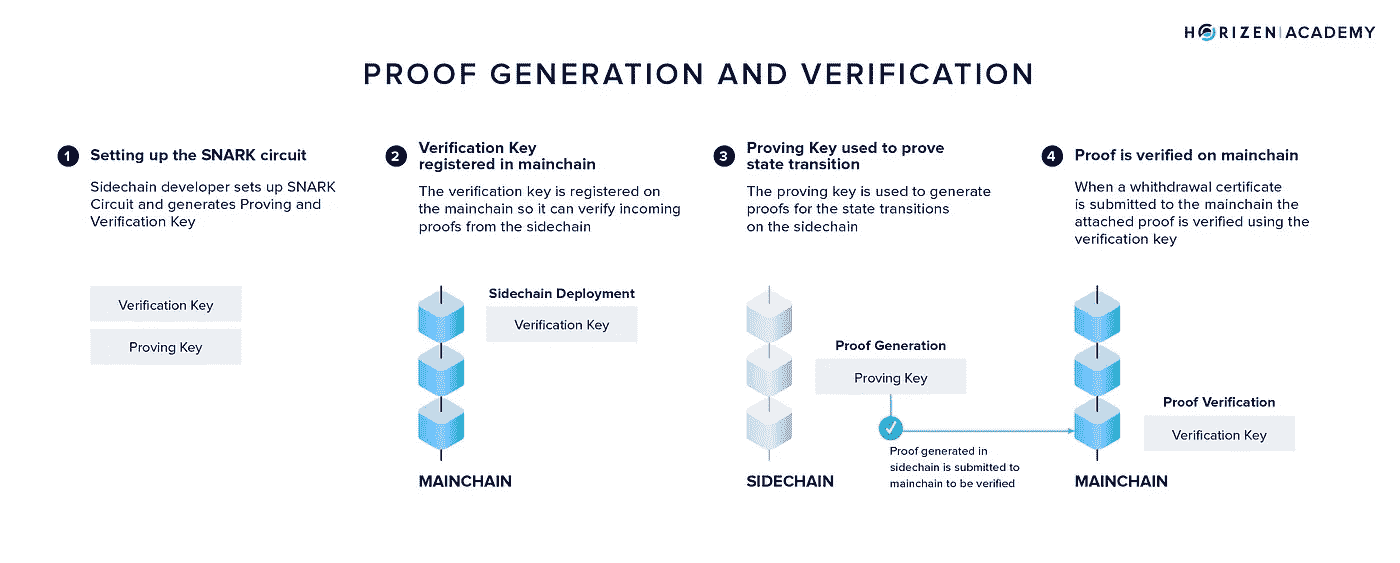 HORIZEN | ACADEMY
PROOF GENERATION AND VERIFICATION
1 Setting up the SNARK circuit
Sidechain developer sets up SNARK
Circuit and generates Proving and
Verification Key
Verification Key
Proving Key
2 Verification Key
registered in mainchain
The verification key is registered on
the mainchain so it can verify incoming
proofs from the sidechain
Sidechain Deployment
Verification Key
MAINCHAIN
3 Proving Key used to prove
state transition
The proving key is used to generate
proofs for the state transitions
on the sidechain
Proof Generation
Proving Key
Proof generated in
sidechain is submitted to
mainchain to be verified
SIDECHAIN
4 Proof is verified on mainchain
When a whithdrawal certificate
is submitted to the mainchain the
attached proof is verified using the
verification key
Proof Verification
Verification Key
MAINCHAIN